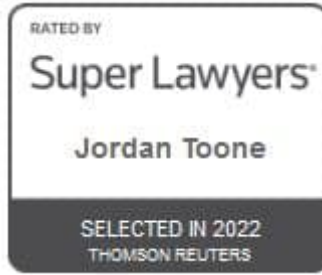 RATED BY
Super Lawyers®
Jordan Toone
SELECTED IN 2022
THOMSON REUTERS